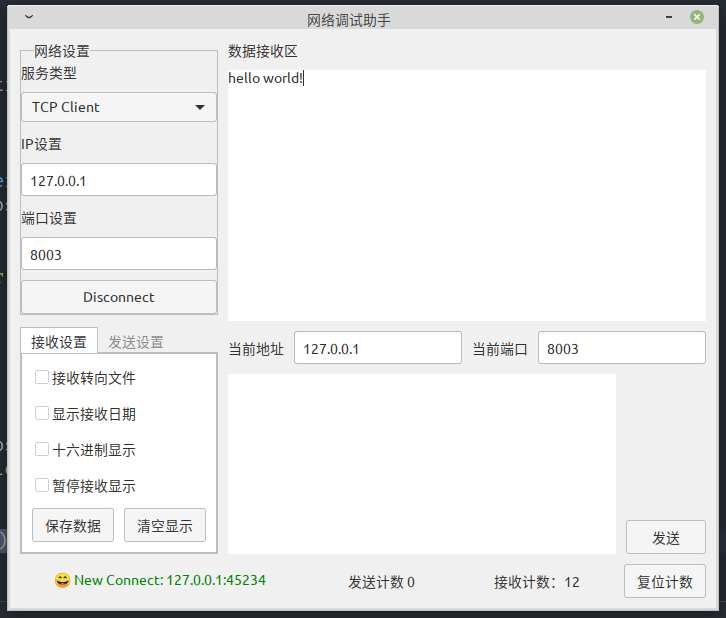 网络调试助手
网络设置
服务类型
TCP Client
IP设置
127.0.0.1
端口设置
8003
Disconnect
接收设置 发送设置
接收转向文件
显示接收日期
十六进制显示
暂停接收显示
保存数据 清空显示
数据接收区
hello world!
当前地址 127.0.0.1 当前端口 8003
发送
😄 New Connect: 127.0.0.1:45234 发送计数 0 接收计数：12 复位计数